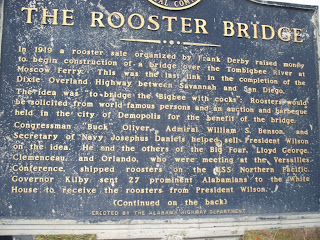 THE ROOSTER BRIDGE
In 1919 a rooster sale organized by Frank Derby raised money
to begin construction of a bridge over the Tombigbee River at
Moscow Ferry. This was the last link in the completion of the
Dixie Overland Highway between Savannah and San Diego.
The idea was "to bridge the Bigbee with cocks". Roosters would
be solicited from world-famous persons and an auction and barbeque
held in the city of Demopolis for the benefit of the bridge.
Congressman "Buck" Oliver, Admiral William S. Benson, and
Secretary of Navy Josephus Daniels helped sell President Wilson
on the idea. He and the others of the Big Four, Lloyd George,
Clemenceau, and Orlando, who were meeting at the Versailles
Conference, shipped roosters on the USS Northern Pacific.
Governor Kilby sent 27 prominent Alabamians to the White
House to receive the roosters from President Wilson.
(Continued on the back)
ERECTED BY THE ALABAMA HIGHWAY DEPARTMENT